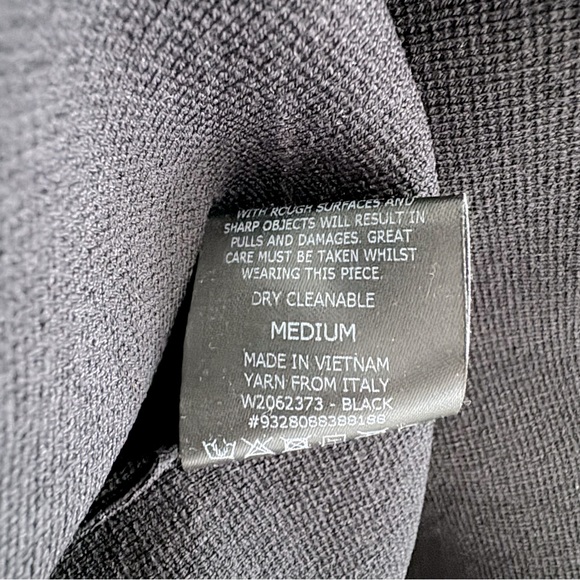 WITH ROUGH SURFACES AND
SHARP OBJECTS WILL RESULT IN
PULLS AND DAMAGES. GREAT
CARE MUST BE TAKEN WHILST
WEARING THIS PIECE.
DRY CLEANABLE
MEDIUM
MADE IN VIETNAM
YARN FROM ITALY
W2062373 - BLACK
#9328088388188